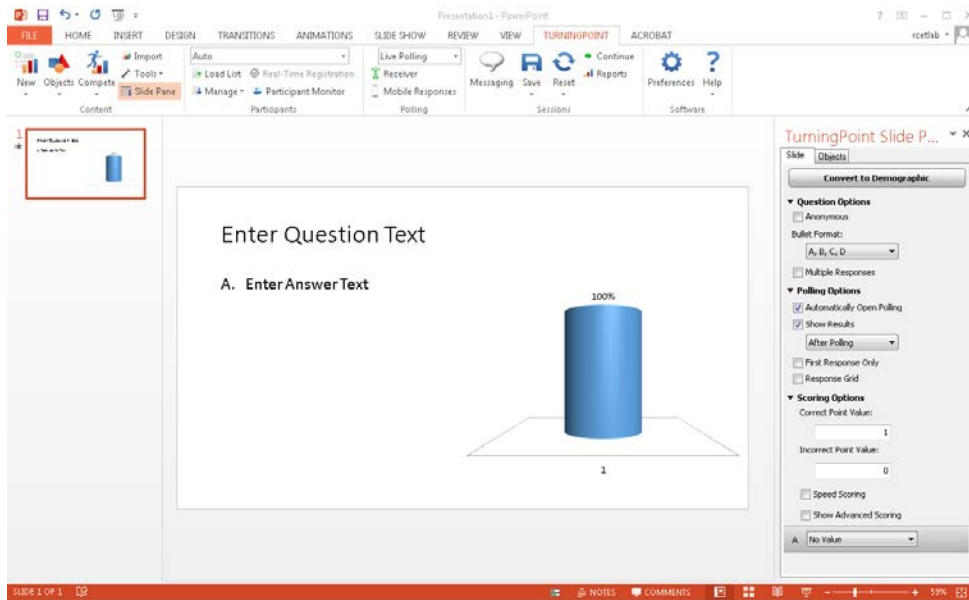 Presentation1 - PowerPoint
FILE HOME INSERT DESIGN TRANSITIONS ANIMATIONS SLIDE SHOW REVIEW VIEW TURNINGPOINT ACROBAT rcetlab
New Objects Compete
Import
Tools
Slide Pane
Content
Auto
Load List Real-Time Registration
Manage Participant Monitor
Participants
Live Polling
Receiver
Mobile Responses
Polling
Messaging Save Reset
Continue
Reports
Sessions
Preferences Help
Software
1
Enter Question Text
A. Enter Answer Text
100%
1
TurningPoint Slide P...
Slide Objects
Convert to Demographic
Question Options
Anonymous
Bullet Format:
A, B, C, D
Multiple Responses
Polling Options
Automatically Open Polling
Show Results
After Polling
First Response Only
Response Grid
Scoring Options
Correct Point Value:
1
Incorrect Point Value:
0
Speed Scoring
Show Advanced Scoring
A No Value
SLIDE 1 OF 1 NOTES COMMENTS 59%